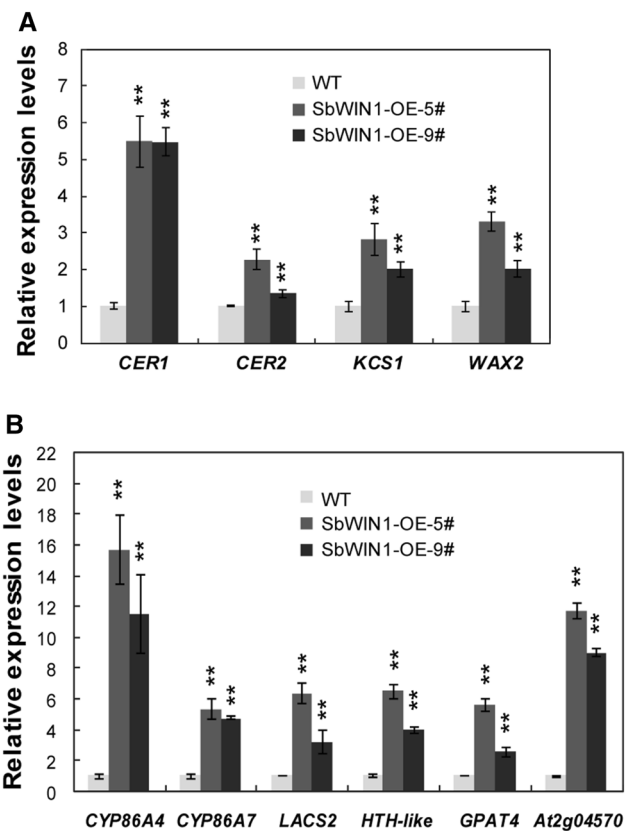 A
Relative expression levels
8
7
6
5
4
3
2
1
0
WT
SbWIN1-OE-5#
SbWIN1-OE-9#
** ** ** ** ** ** ** **
CER1 CER2 KCS1 WAX2
B
Relative expression levels
22
20
18
16
14
12
10
8
6
4
2
0
WT
SbWIN1-OE-5#
SbWIN1-OE-9#
** ** ** ** ** ** ** ** ** ** ** **
CYP86A4 CYP86A7 LACS2 HTH-like GPAT4 At2g04570